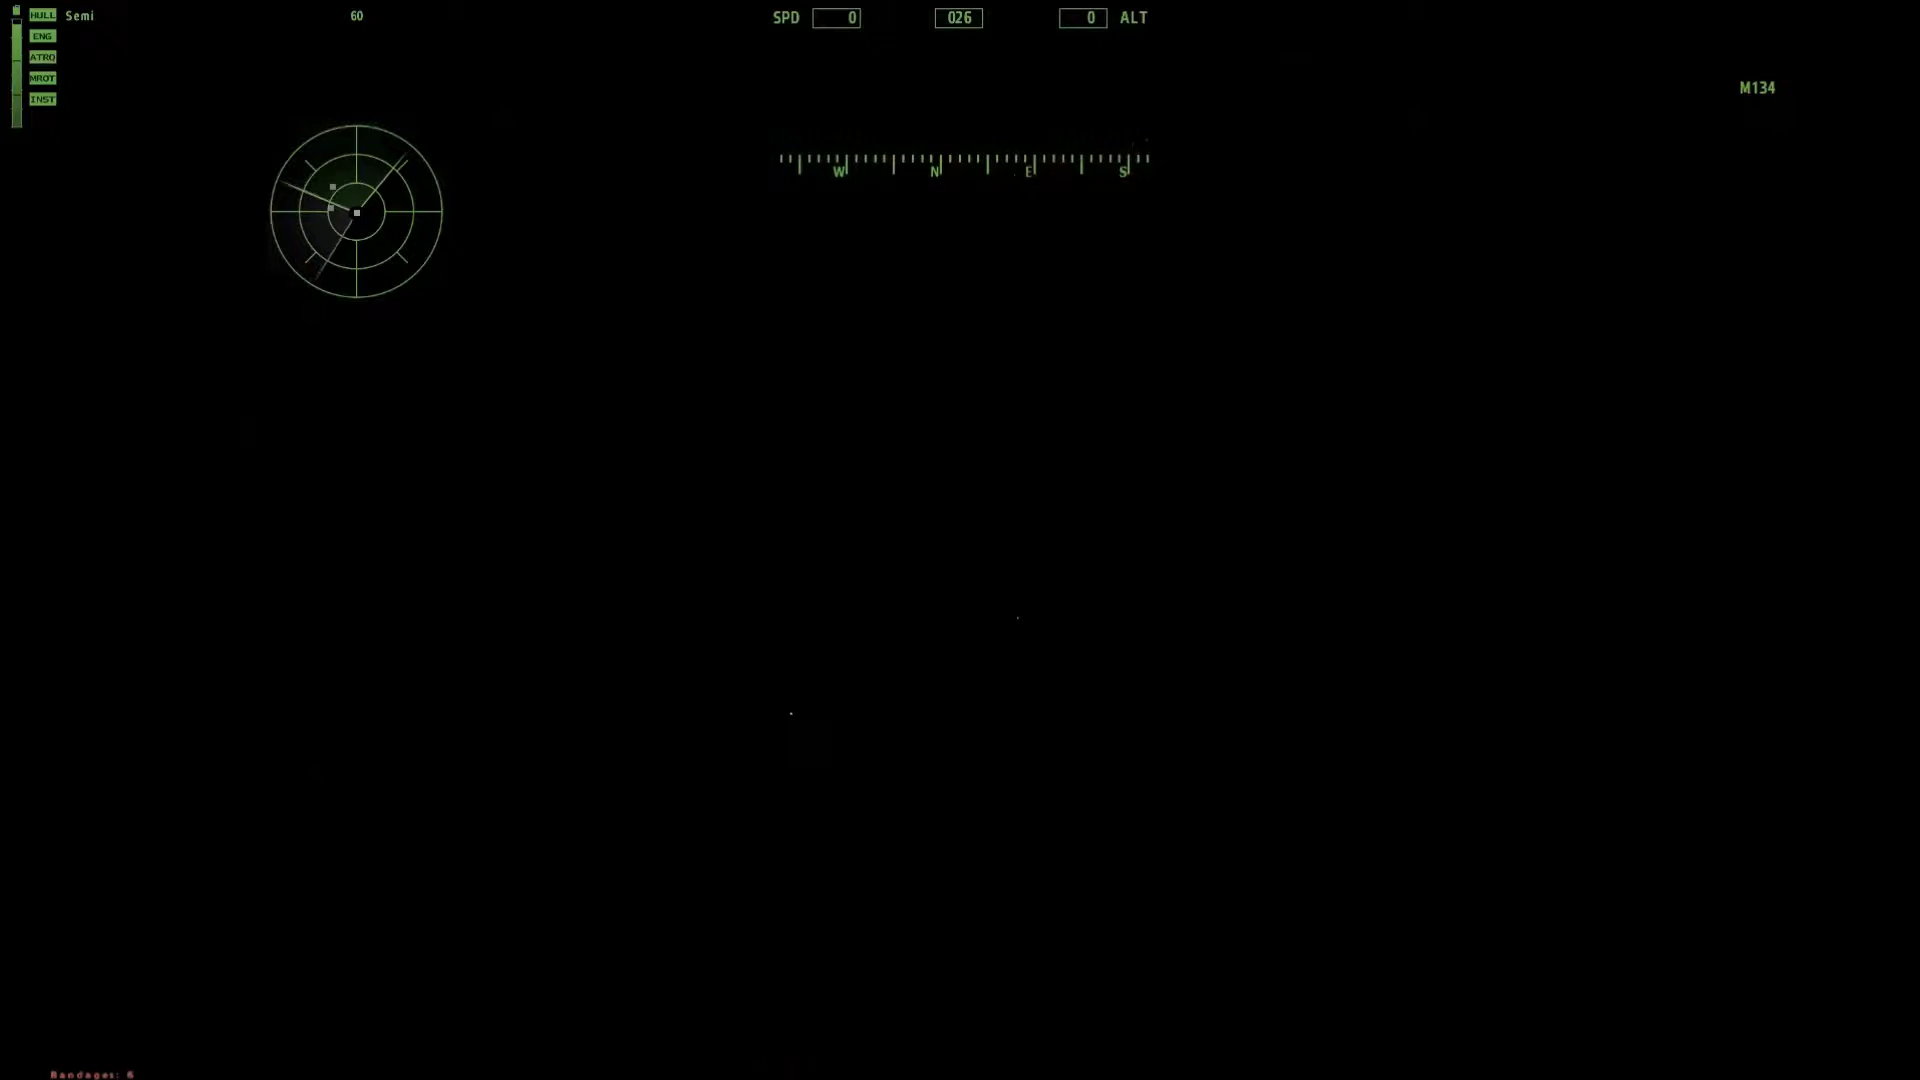 HULL Semi 60 SPD 0 026 0 ALT
ENG
ATRQ
MROT
INST
M134
W N E S
Bandages: 6